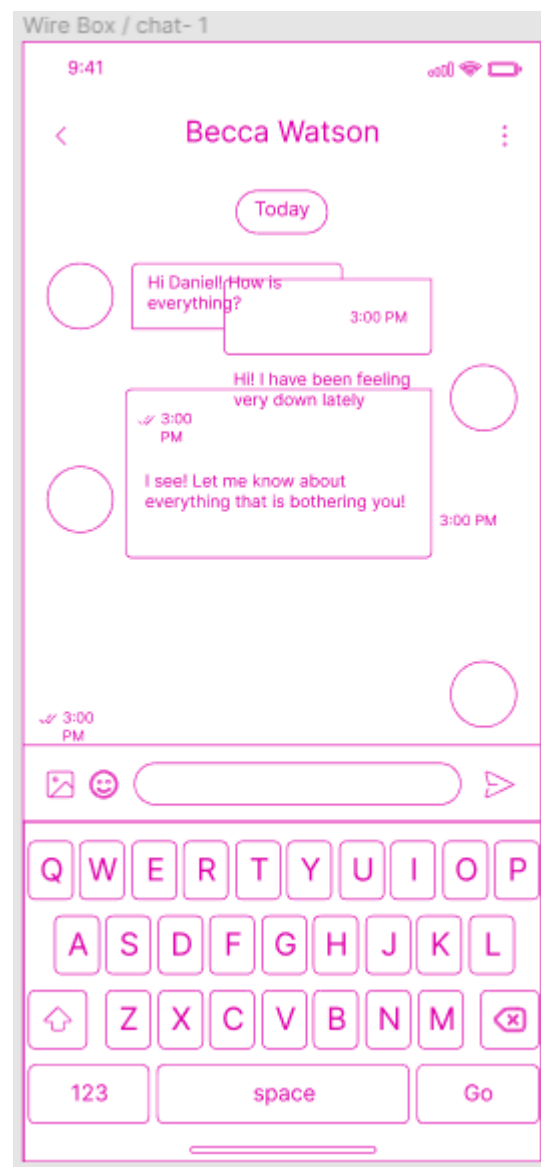 Wire Box / chat- 1
9:41
Becca Watson
Today
Hi Daniel! How is
everything?
3:00 PM
Hi! I have been feeling
very down lately
3:00
PM
I see! Let me know about
everything that is bothering you!
3:00 PM
3:00
PM
Q W E R T Y U I O P
A S D F G H J K L
Z X C V B N M
123 space Go